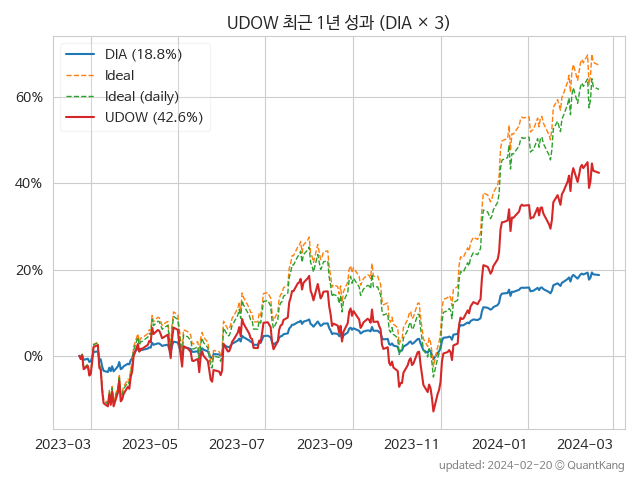 UDOW 최근 1년 성과 (DIA × 3)
DIA (18.8%)
Ideal
Ideal (daily)
UDOW (42.6%)
60%
40%
20%
0%
2023-03 2023-05 2023-07 2023-09 2023-11 2024-01 2024-03
updated: 2024-02-20 © QuantKang